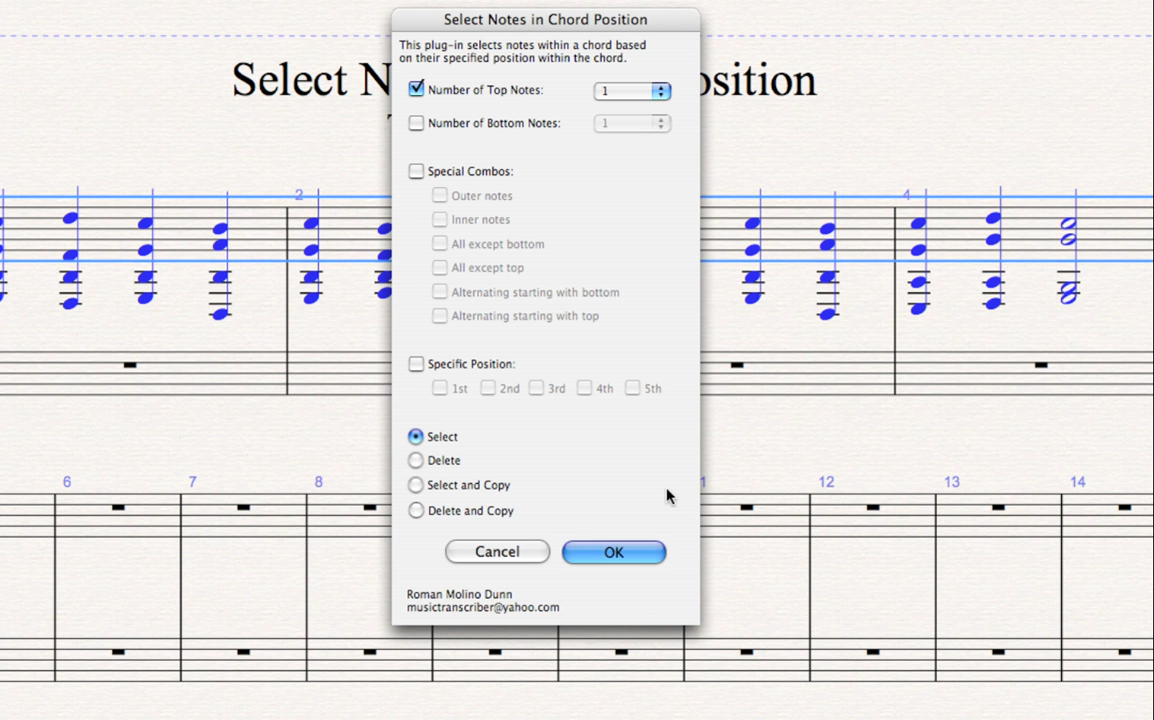 Select Notes in Chord Position
This plug-in selects notes within a chord based
on their specified position within the chord.
Select N
osition
Number of Top Notes: 1
Number of Bottom Notes: 1
Special Combos:
Outer notes
2
4
Inner notes
All except bottom
All except top
Alternating starting with bottom
Alternating starting with top
Specific Position:
1st 2nd 3rd 4th 5th
Select
Delete
6 7 8 1 12 13 14
Select and Copy
Delete and Copy
Cancel OK
Roman Molino Dunn
musictranscriber@yahoo.com